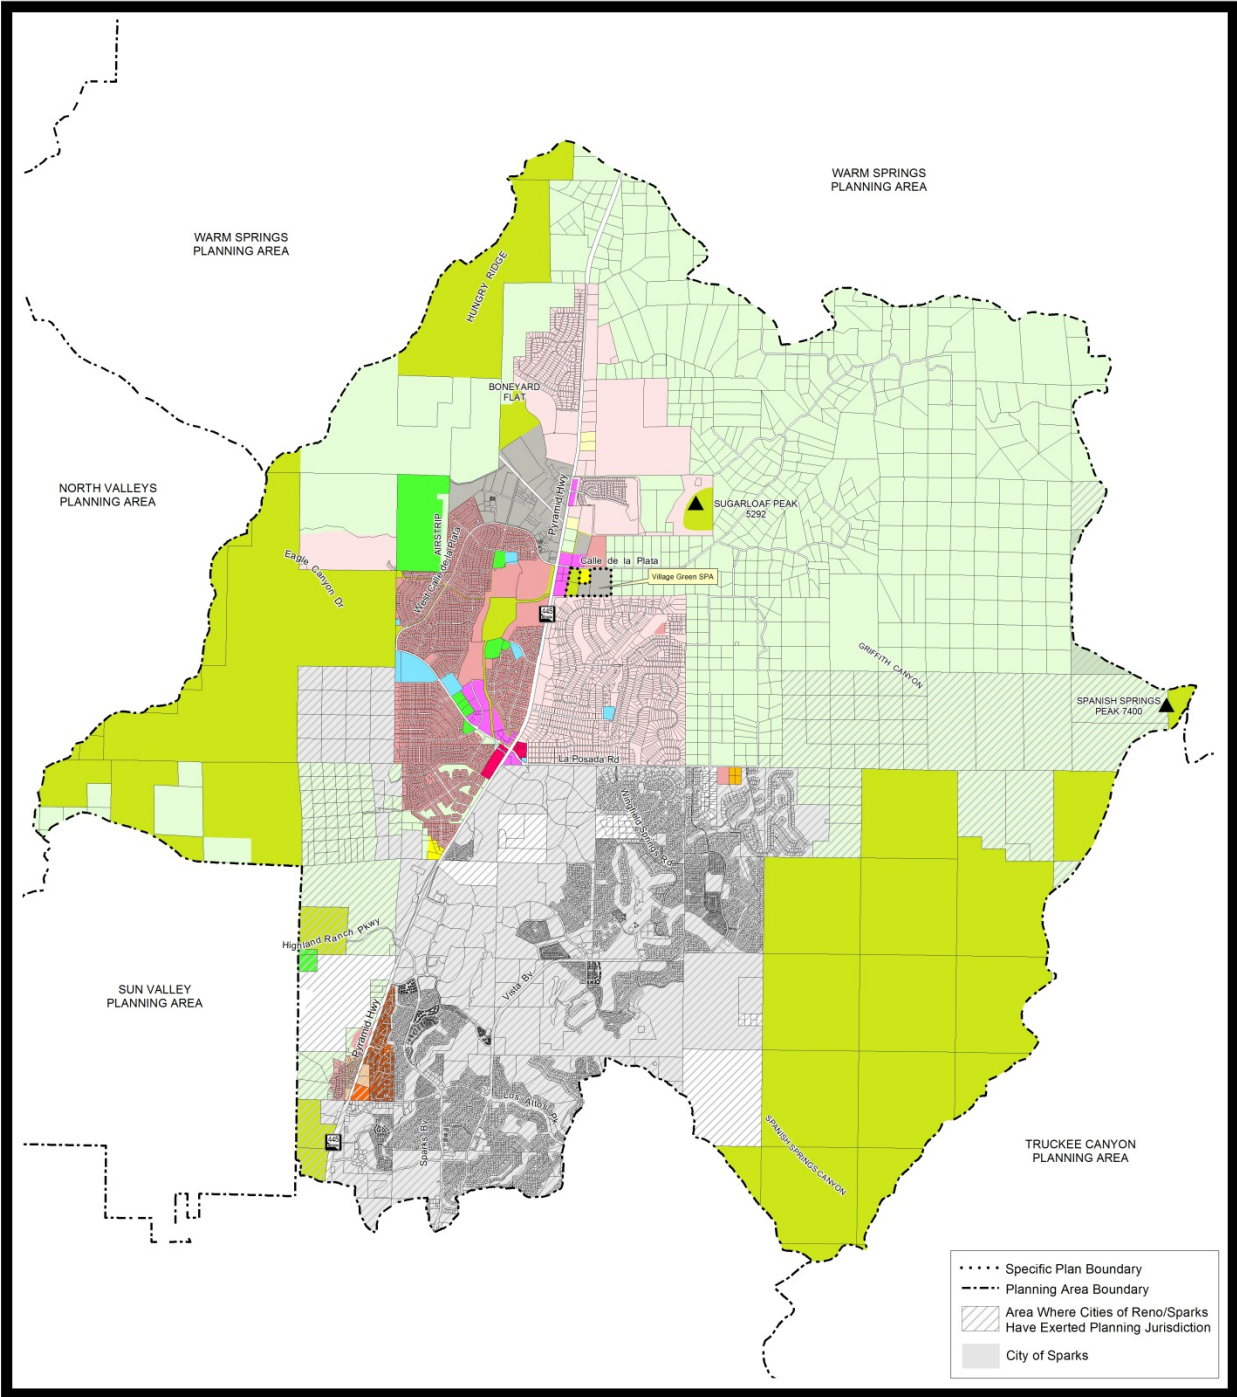 WARM SPRINGS
PLANNING AREA
WARM SPRINGS
PLANNING AREA
HUNGRY RIDGE
BONEYARD
FLAT
NORTH VALLEYS
PLANNING AREA
Pyramid Hwy
SUGARLOAF PEAK
5292
AIRSTRIP
West Calle de la Plata
Eagle Canyon Dr
Calle de la Plata
Village Green SPA
445
GRIFFITH CANYON
SPANISH SPRINGS
PEAK 7400
La Posada Rd
Wingfield Springs Rd
Highland Ranch Pkwy
SUN VALLEY
PLANNING AREA
Vista Bv
Pyramid Hwy
Los Altos Pk
Sparks Bv
445
SPANISH SPRINGS CANYON
TRUCKEE CANYON
PLANNING AREA
Specific Plan Boundary
Planning Area Boundary
Area Where Cities of Reno/Sparks
Have Exerted Planning Jurisdiction
City of Sparks